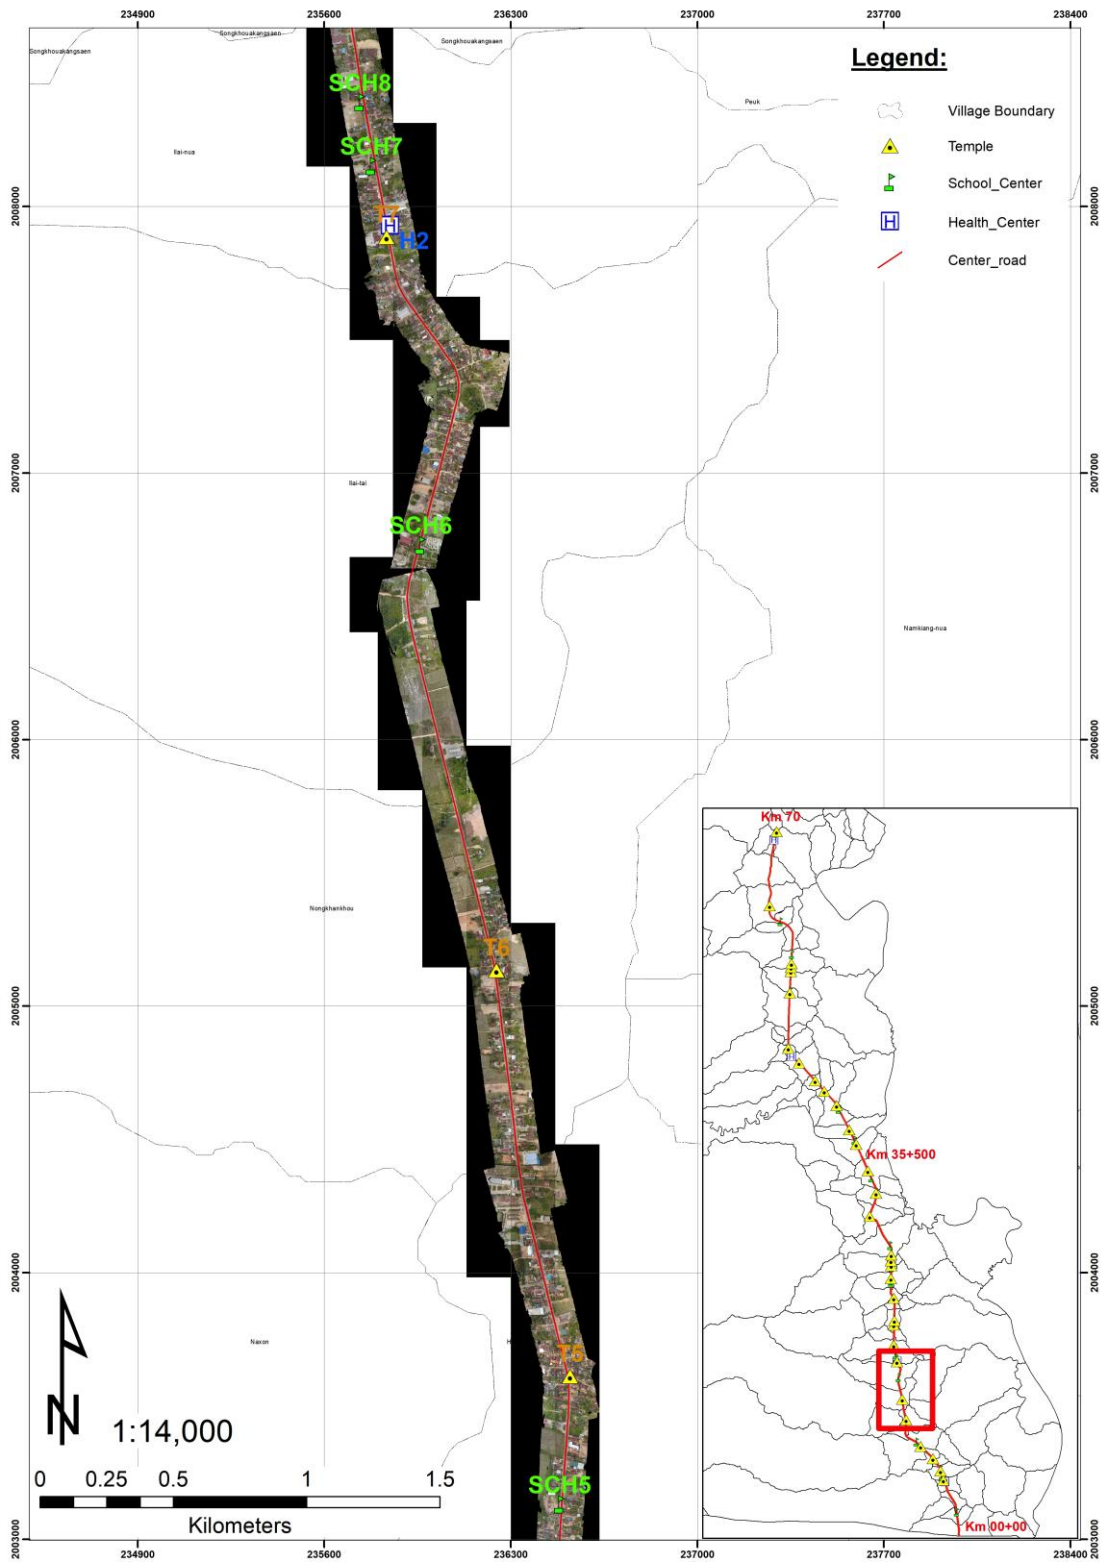 234900 235600 236300 237000 237700 238400
Songkhouakangsaen
Songkhouakangsaen
Songkhouakangsaen
Legend:
SCH8
Peuk
Village Boundary
SCH7
Ilai-nua
Temple
School_Center
2008000
2008000
T7
H
H2
H
Health_Center
Center_road
2007000
2007000
Ilai-tai
SCH6
Namkiang-nua
2006000
2006000
Km 70
H
Nongkhankhou
T6
2005000
2005000
H
Km 35+500
2004000
2004000
Naxon
H
T5
N
1:14,000
0 0.25 0.5 1 1.5
SCH5
Kilometers
Km 00+00
2003000
2003000
234900 235600 236300 237000 237700 238400